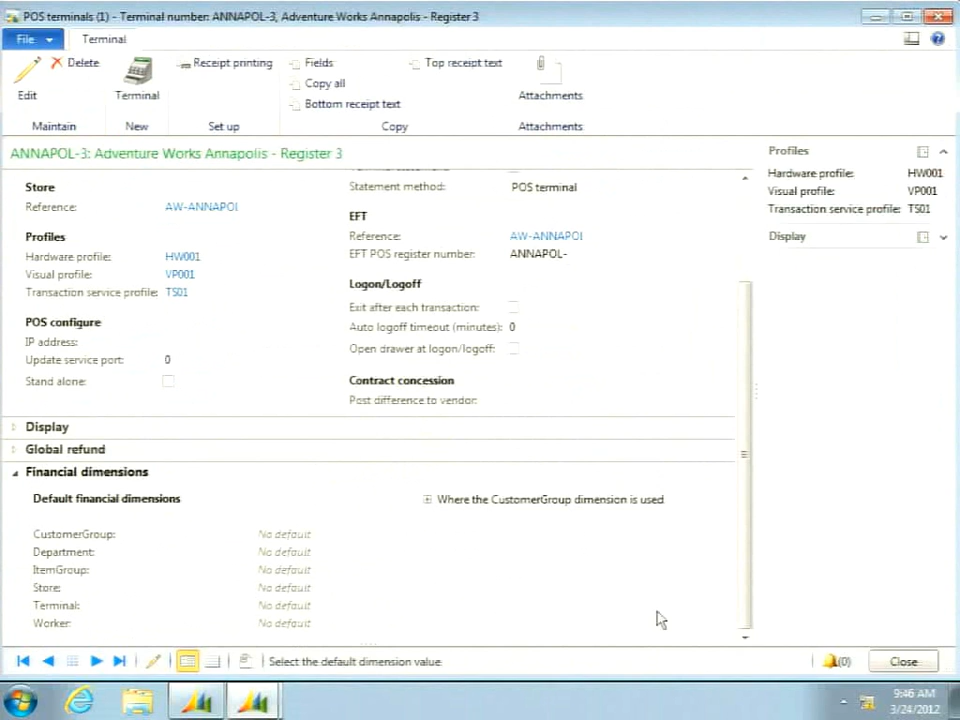 POS terminals (1) - Terminal number: ANNAPOL-3, Adventure Works Annapolis - Register 3
File
Terminal
Edit
Delete
Terminal
Receipt printing
Fields
Copy all
Bottom receipt text
Top receipt text
Attachments
Maintain
New
Set up
Copy
Attachments
ANNAPOL-3: Adventure Works Annapolis - Register 3
Store
Reference: AW-ANNAPOL
Profiles
Hardware profile: HW001
Visual profile: VP001
Transaction service profile: TS01
POS configure
IP address:
Update service port: 0
Stand alone:
Statement method: POS terminal
EFT
Reference: AW-ANNAPOL
EFT POS register number: ANNAPOL-
Logon/Logoff
Exit after each transaction:
Auto logoff timeout (minutes): 0
Open drawer at logon/logoff:
Contract concession
Post difference to vendor:
Display
Global refund
Financial dimensions
Default financial dimensions
Where the CustomerGroup dimension is used
CustomerGroup: No default
Department: No default
ItemGroup: No default
Store: No default
Terminal: No default
Worker: No default
Profiles
Hardware profile: HW001
Visual profile: VP001
Transaction service profile: TS01
Display
Select the default dimension value
(0)
Close
9:46 AM
3/24/2012